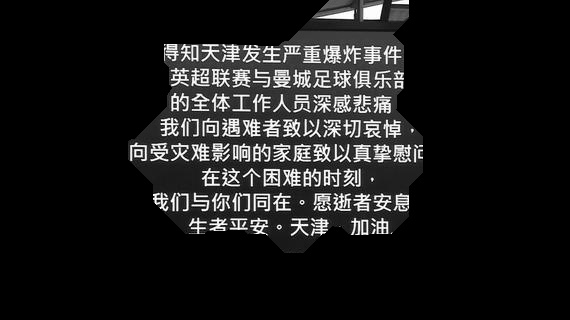 得知天津发生严重爆炸事件
英超联赛与曼城足球俱乐部
的全体工作人员深感悲痛
我们向遇难者致以深切哀悼，
向受灾难影响的家庭致以真挚慰问
在这个困难的时刻，
我们与你们同在。愿逝者安息
生者平安。天津，加油